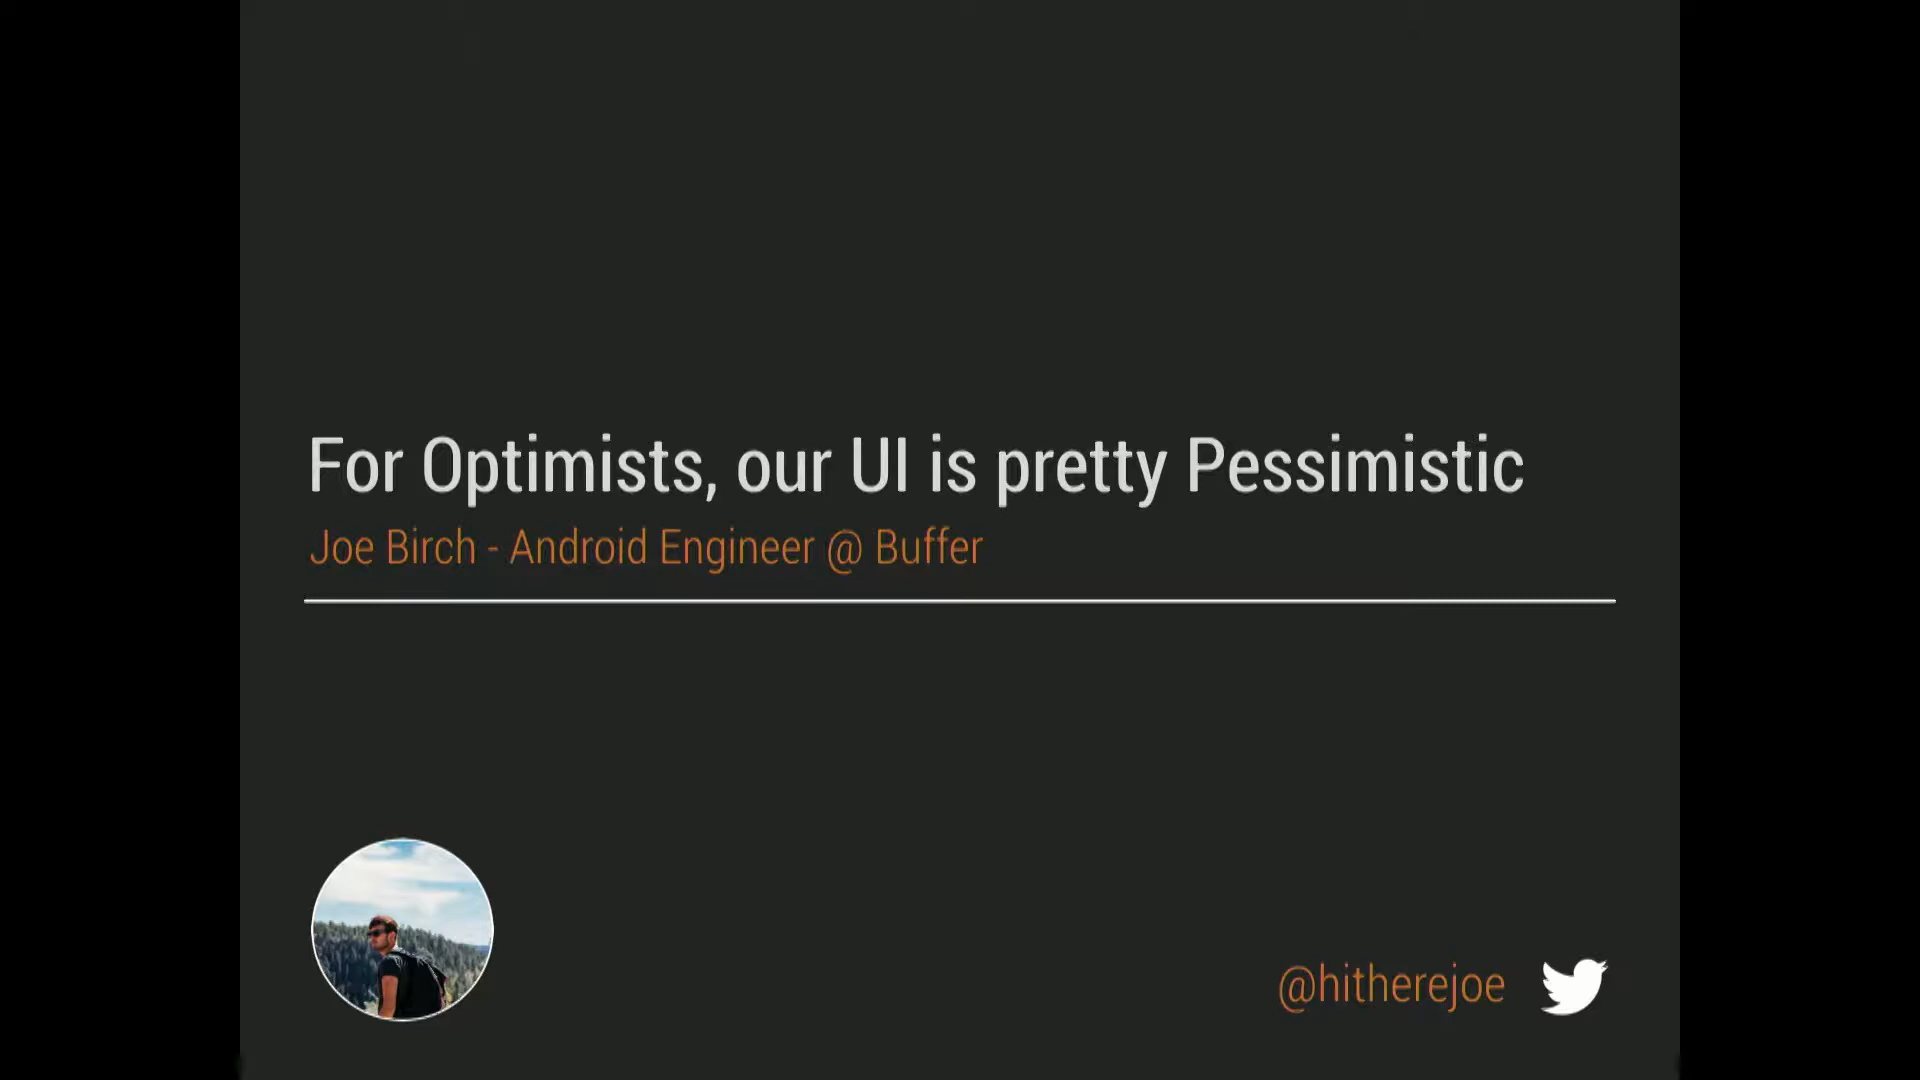 For Optimists, our UI is pretty Pessimistic
Joe Birch - Android Engineer @ Buffer
@hitherejoe